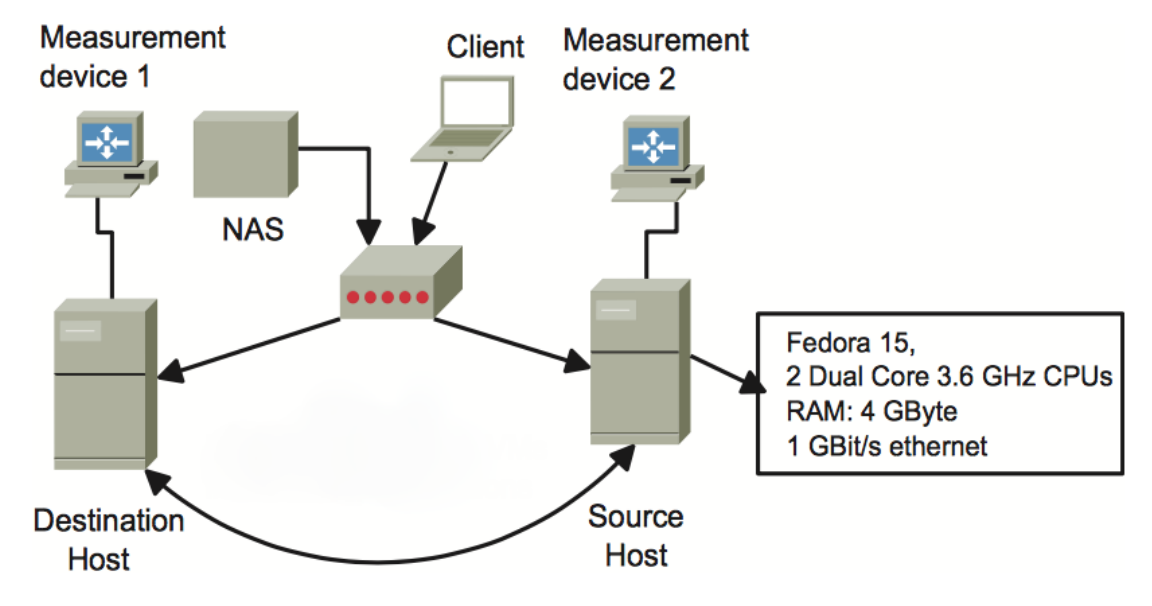 Measurement
device 1
Client
Measurement
device 2
NAS
Fedora 15,
2 Dual Core 3.6 GHz CPUs
RAM: 4 GByte
1 GBit/s ethernet
Destination
Host
Source
Host